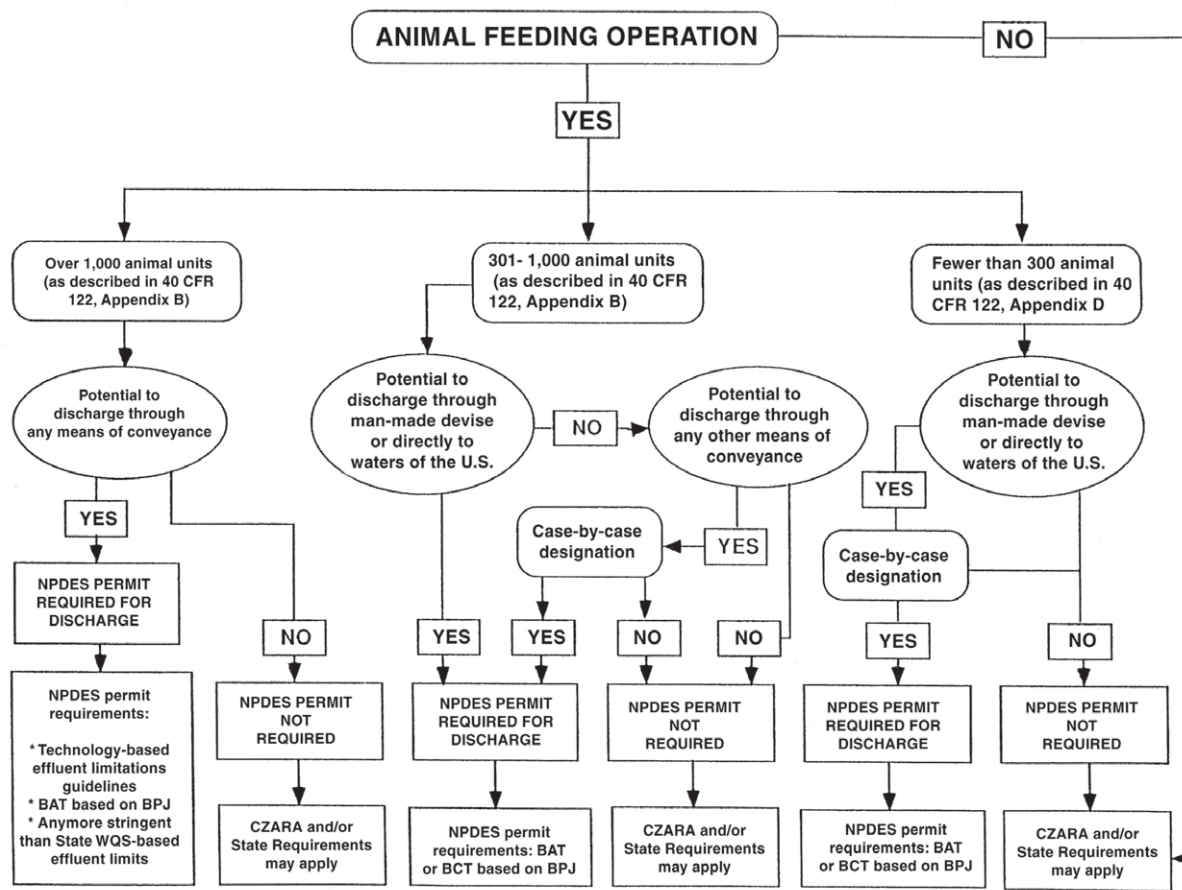 ANIMAL FEEDING OPERATION
NO
YES
Over 1,000 animal units
(as described in 40 CFR
122, Appendix B)
301- 1,000 animal units
(as described in 40 CFR
122, Appendix B)
Fewer than 300 animal
units (as described in 40
CFR 122, Appendix D
Potential to
discharge through
any means of conveyance
Potential to
discharge through
man-made devise
or directly to
waters of the U.S.
NO
Potential to
discharge through
any other means of
conveyance
Potential to
discharge through
man-made devise
or directly to
waters of the U.S.
YES
YES
YES
Case-by-case
designation
Case-by-case
designation
NPDES PERMIT
REQUIRED FOR
DISCHARGE
NO
YES
YES
NO
NO
YES
NO
NPDES permit
requirements:
* Technology-based
effluent limitations
guidelines
* BAT based on BPJ
* Anymore stringent
than State WQS-based
effluent limits
NPDES PERMIT
NOT
REQUIRED
NPDES PERMIT
REQUIRED FOR
DISCHARGE
NPDES PERMIT
NOT
REQUIRED
NPDES PERMIT
REQUIRED FOR
DISCHARGE
NPDES PERMIT
NOT
REQUIRED
CZARA and/or
State Requirements
may apply
NPDES permit
requirements: BAT
or BCT based on BPJ
CZARA and/or
State Requirements
may apply
NPDES permit
requirements: BAT
or BCT based on BPJ
CZARA and/or
State Requirements
may apply